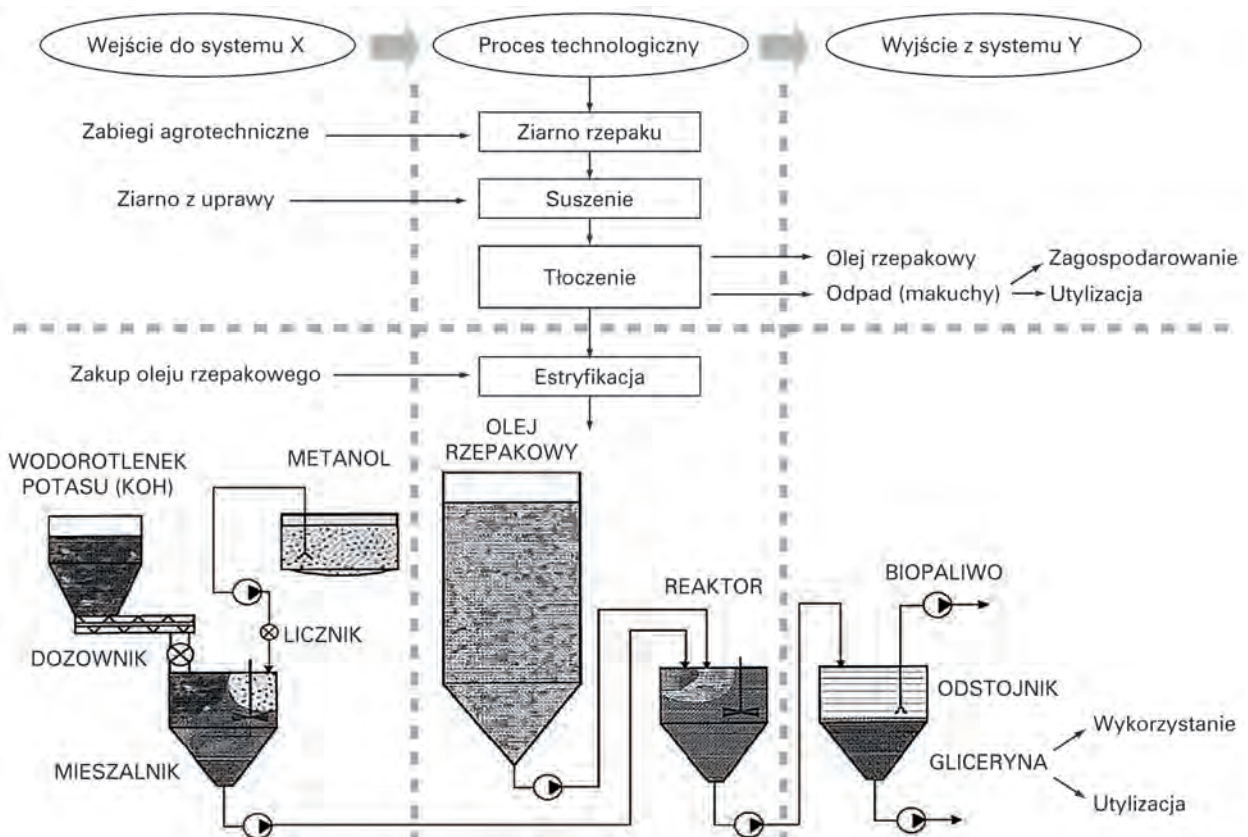 Wejście do systemu X
Proces technologiczny
Wyjście z systemu Y
Zabiegi agrotechniczne
Ziarno rzepaku
Ziarno z uprawy
Suszenie
Tłoczenie
Olej rzepakowy
Odpad (makuchy)
Zagospodarowanie
Utylizacja
Zakup oleju rzepakowego
Estryfikacja
WODOROTLENEK
POTASU (KOH)
METANOL
OLEJ
RZEPAKOWY
LICZNIK
DOZOWNIK
MIESZALNIK
REAKTOR
BIOPALIWO
ODSTOJNIK
GLICERYNA
Wykorzystanie
Utylizacja